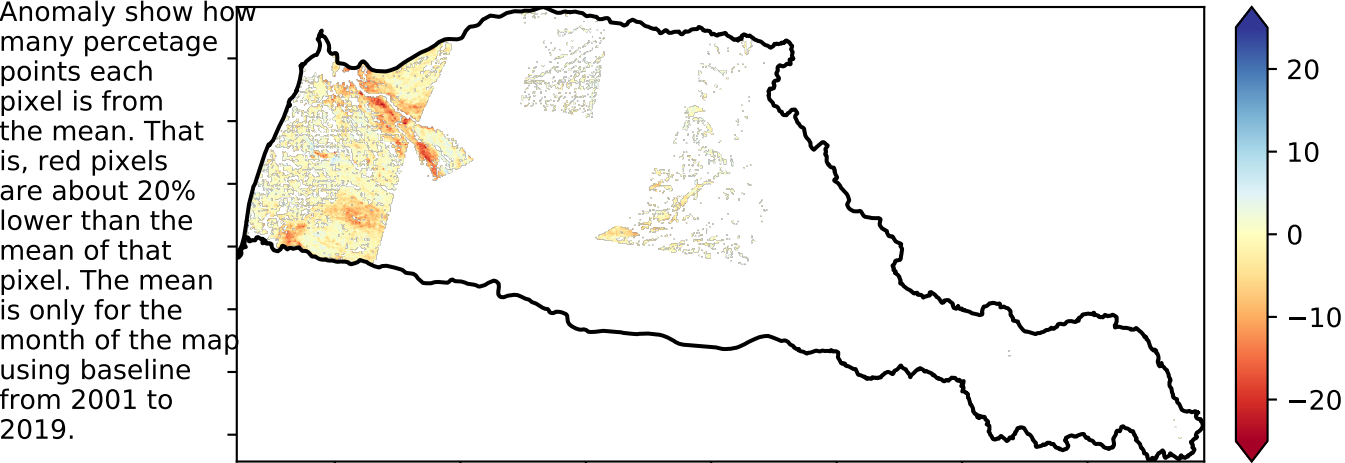 Anomaly show how
many percetage
points each
pixel is from
the mean. That
is, red pixels
are about 20%
lower than the
mean of that
pixel. The mean
is only for the
month of the map
using baseline
from 2001 to
2019.
20
10
0
−10
−20